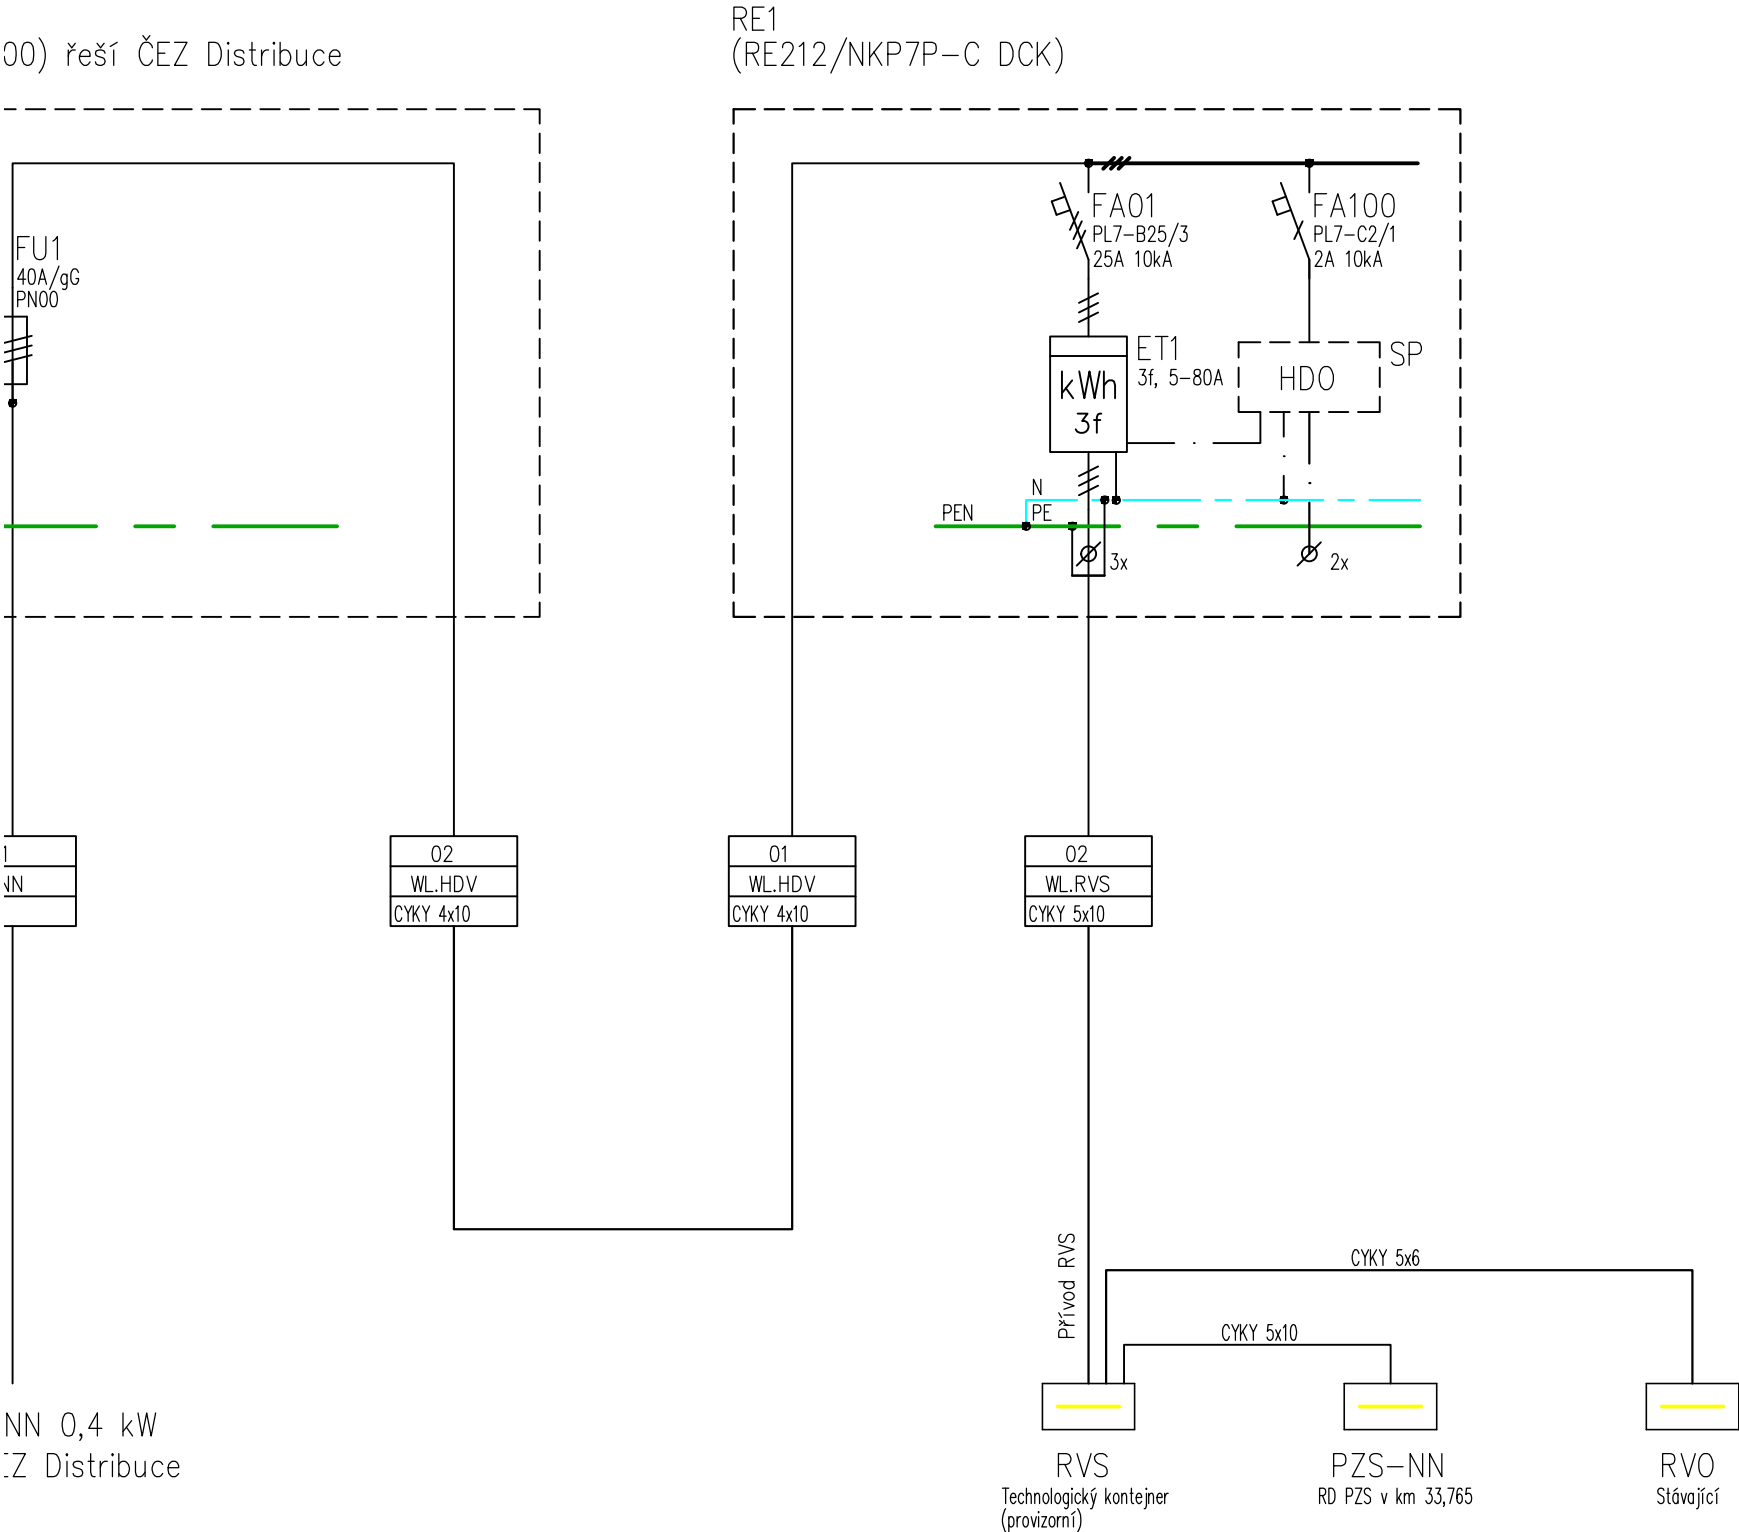 RE1
00) řeší ČEZ Distribuce
(RE212/NKP7P-C DCK)
FU1
40A/gG
PN00
FA01
PL7-B25/3
25A 10kA
FA100
PL7-C2/1
2A 10kA
ET1
3f, 5-80A
kWh
3f
HDO
SP
N
PEN
PE
3x
2x
1
NN
02
WL.HDV
CYKY 4x10
01
WL.HDV
CYKY 4x10
02
WL.RVS
CYKY 5x10
Přívod RVS
CYKY 5x6
CYKY 5x10
NN 0,4 kW
EZ Distribuce
RVS
Technologický kontejner
(provizorní)
PZS-NN
RD PZS v km 33,765
RVO
Stávající